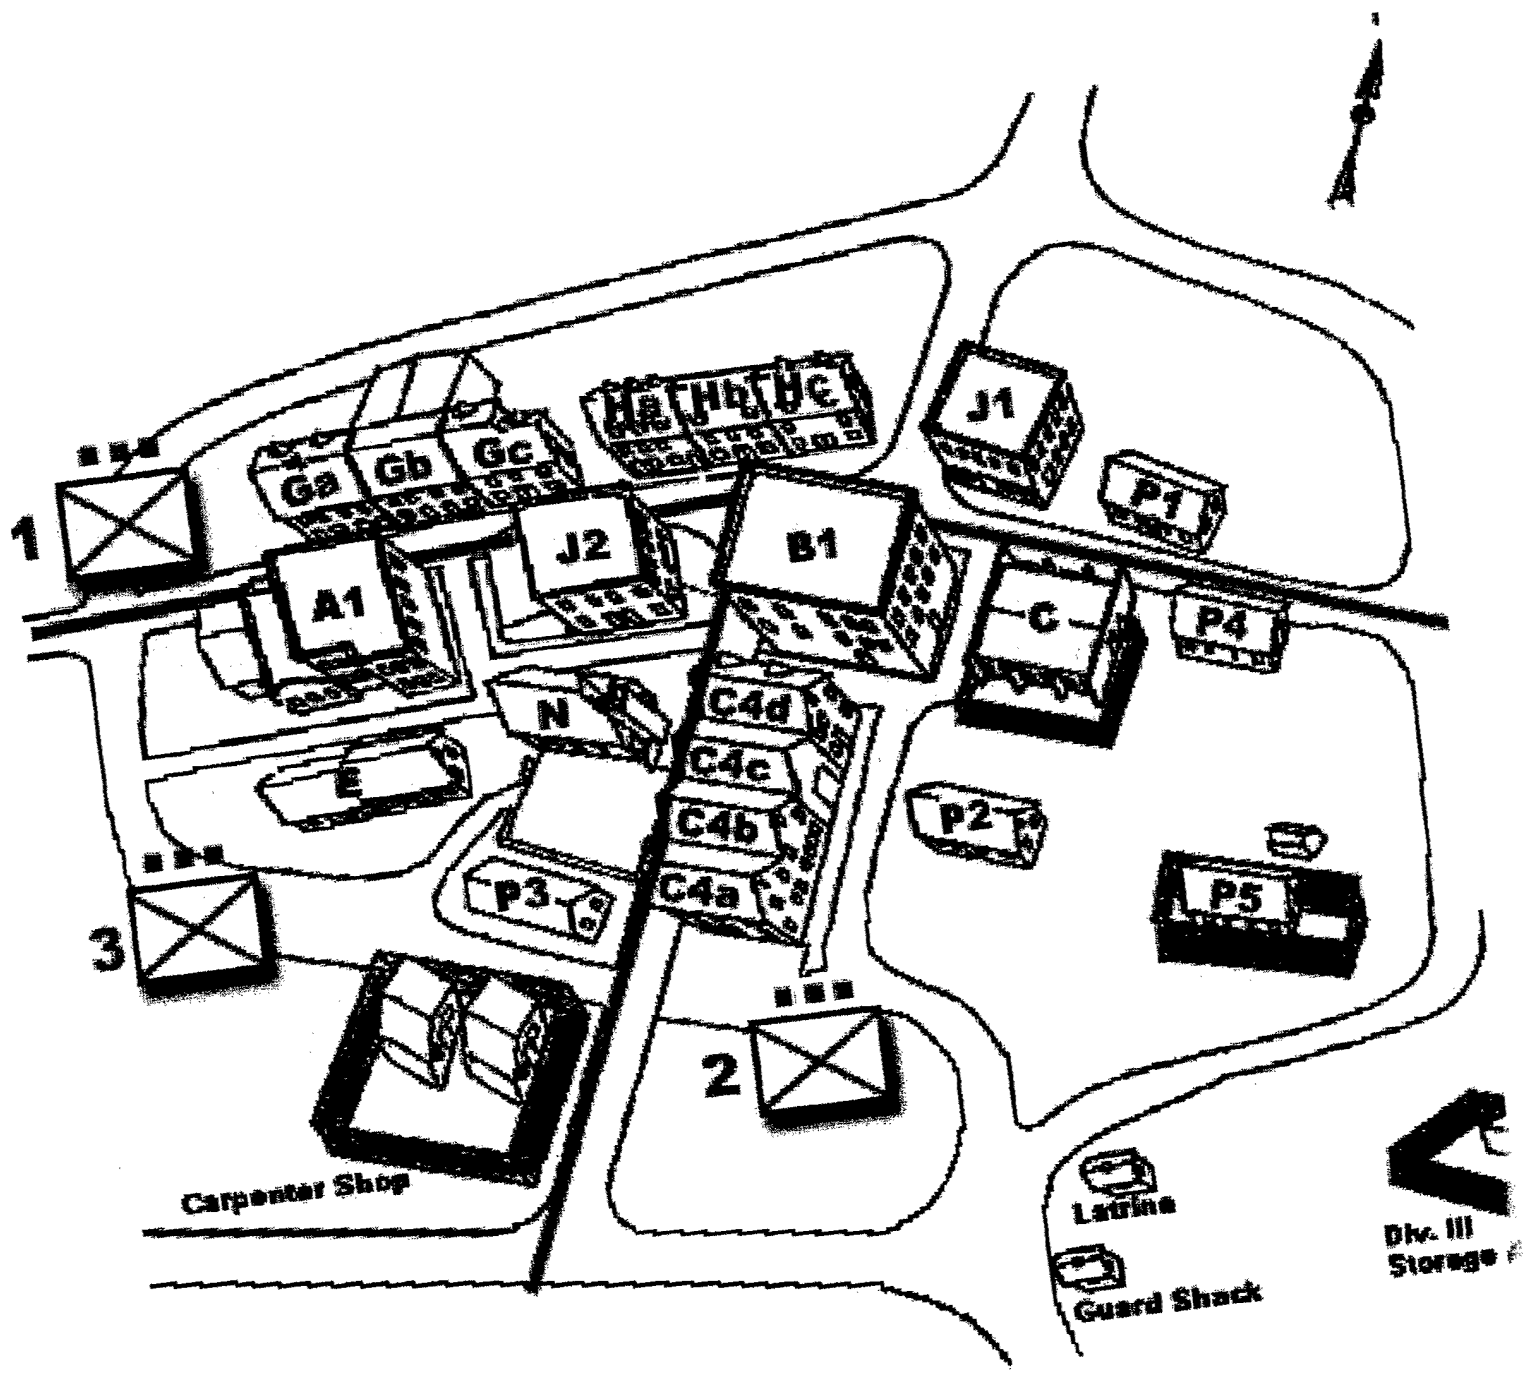 J1
Ha Hb Hc
Gc
Gb
Ga
P1
1
J2
B1
A1
C
P4
N
C4d
C4c
E
C4b
P2
C4a
P3
P5
3
2
Carpenter Shop
Latrine
Div. III
Storage
Guard Shack